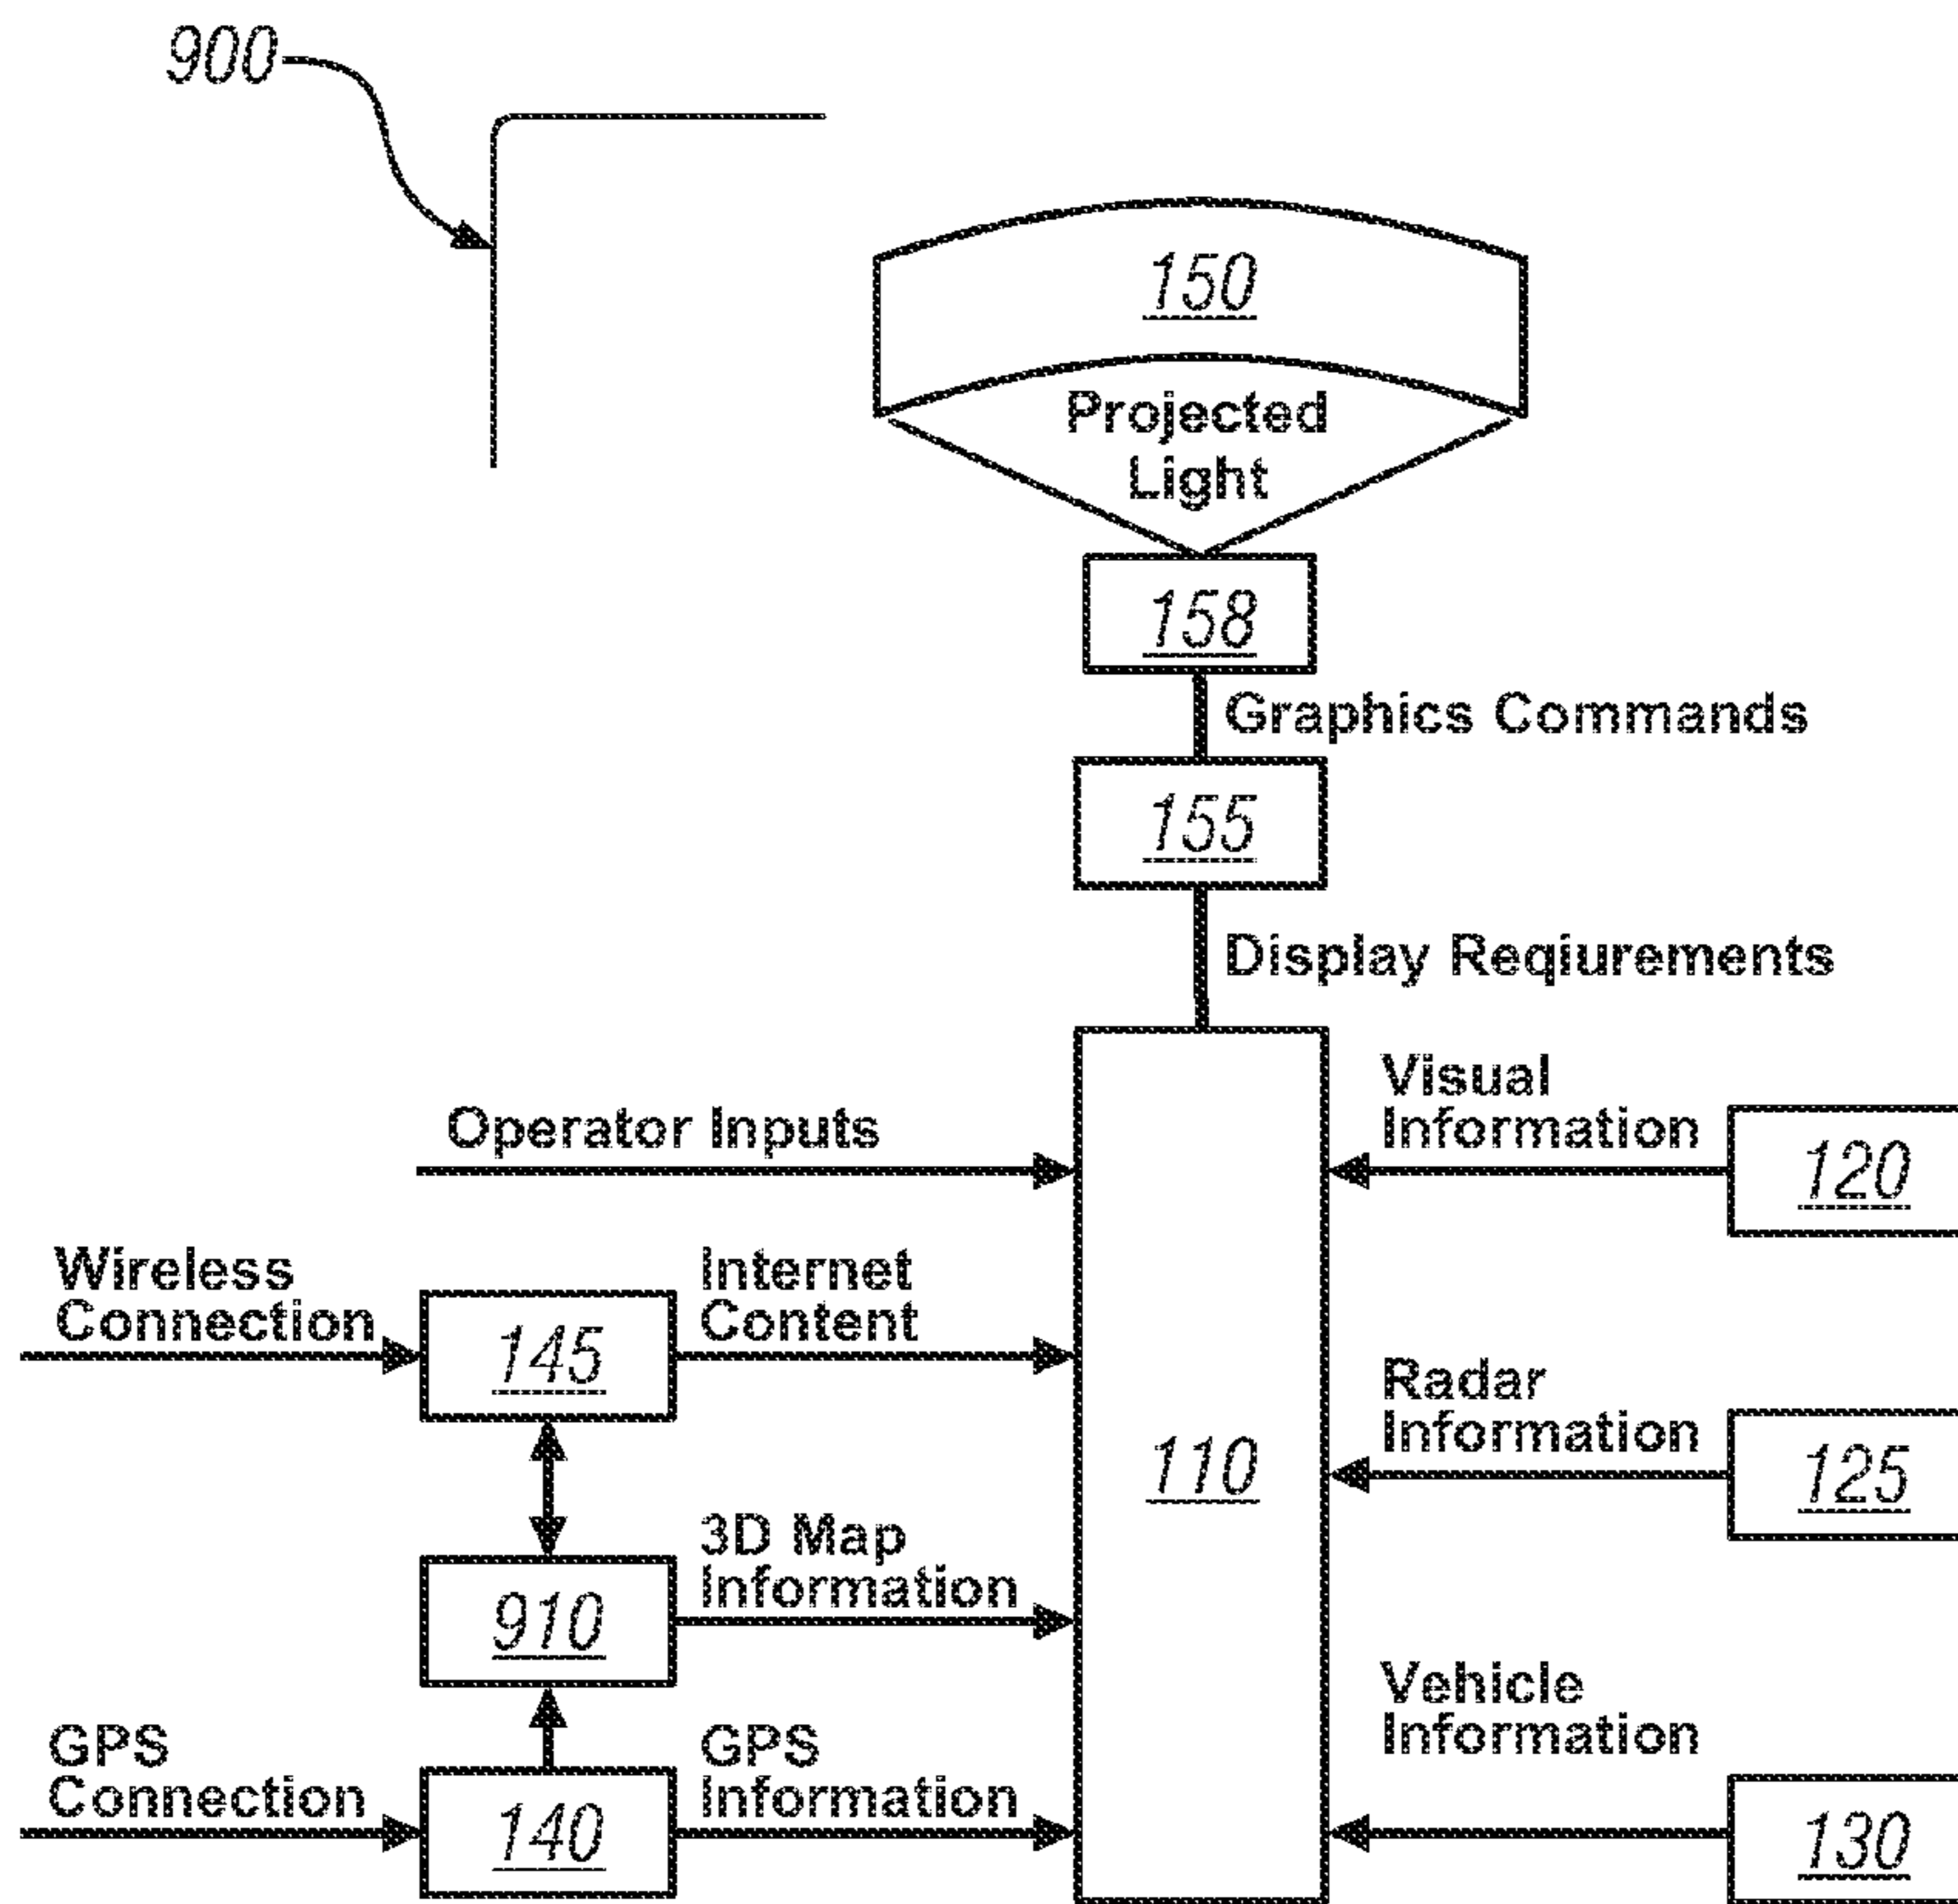 900
150
Projected
Light
158
Graphics Commands
155
Display Reqiurements
Visual
Information
Operator Inputs
120
Wireless
Connection
Internet
Content
145
Radar
Information
110
125
3D Map
Information
910
Vehicle
Information
GPS
Connection
GPS
Information
140
130